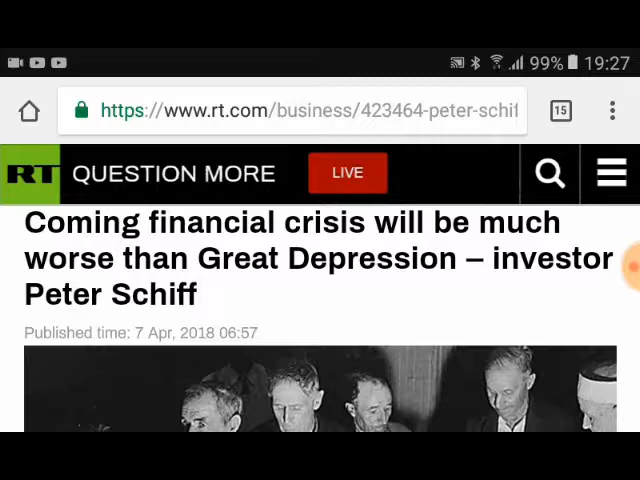 99% 19:27
https://www.rt.com/business/423464-peter-schif
15
RT QUESTION MORE LIVE
Coming financial crisis will be much
worse than Great Depression – investor
Peter Schiff
Published time: 7 Apr, 2018 06:57